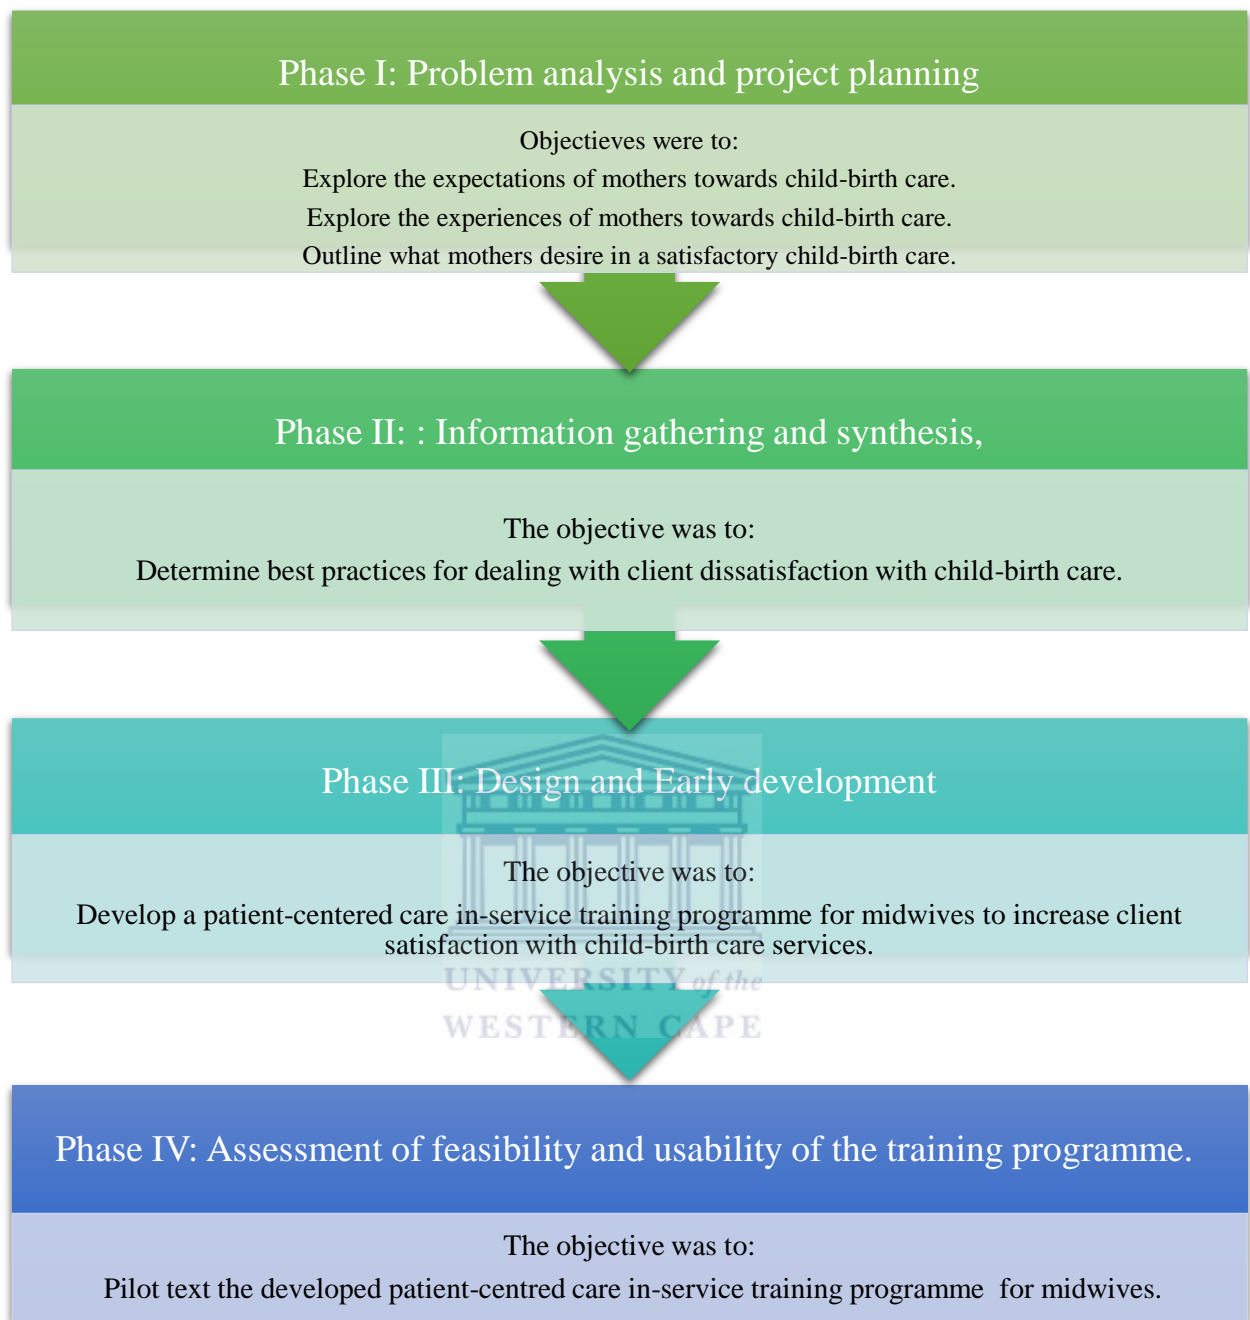 Phase I: Problem analysis and project planning
Objectieves were to:
Explore the expectations of mothers towards child-birth care.
Explore the experiences of mothers towards child-birth care.
Outline what mothers desire in a satisfactory child-birth care.
Phase II: : Information gathering and synthesis,
The objective was to:
Determine best practices for dealing with client dissatisfaction with child-birth care.
Phase III: Design and Early development
The objective was to:
Develop a patient-centered care in-service training programme for midwives to increase client
satisfaction with child-birth care services.
UNIVERSITY of the
WESTERN CAPE
Phase IV: Assessment of feasibility and usability of the training programme.
The objective was to:
Pilot text the developed patient-centred care in-service training programme for midwives.